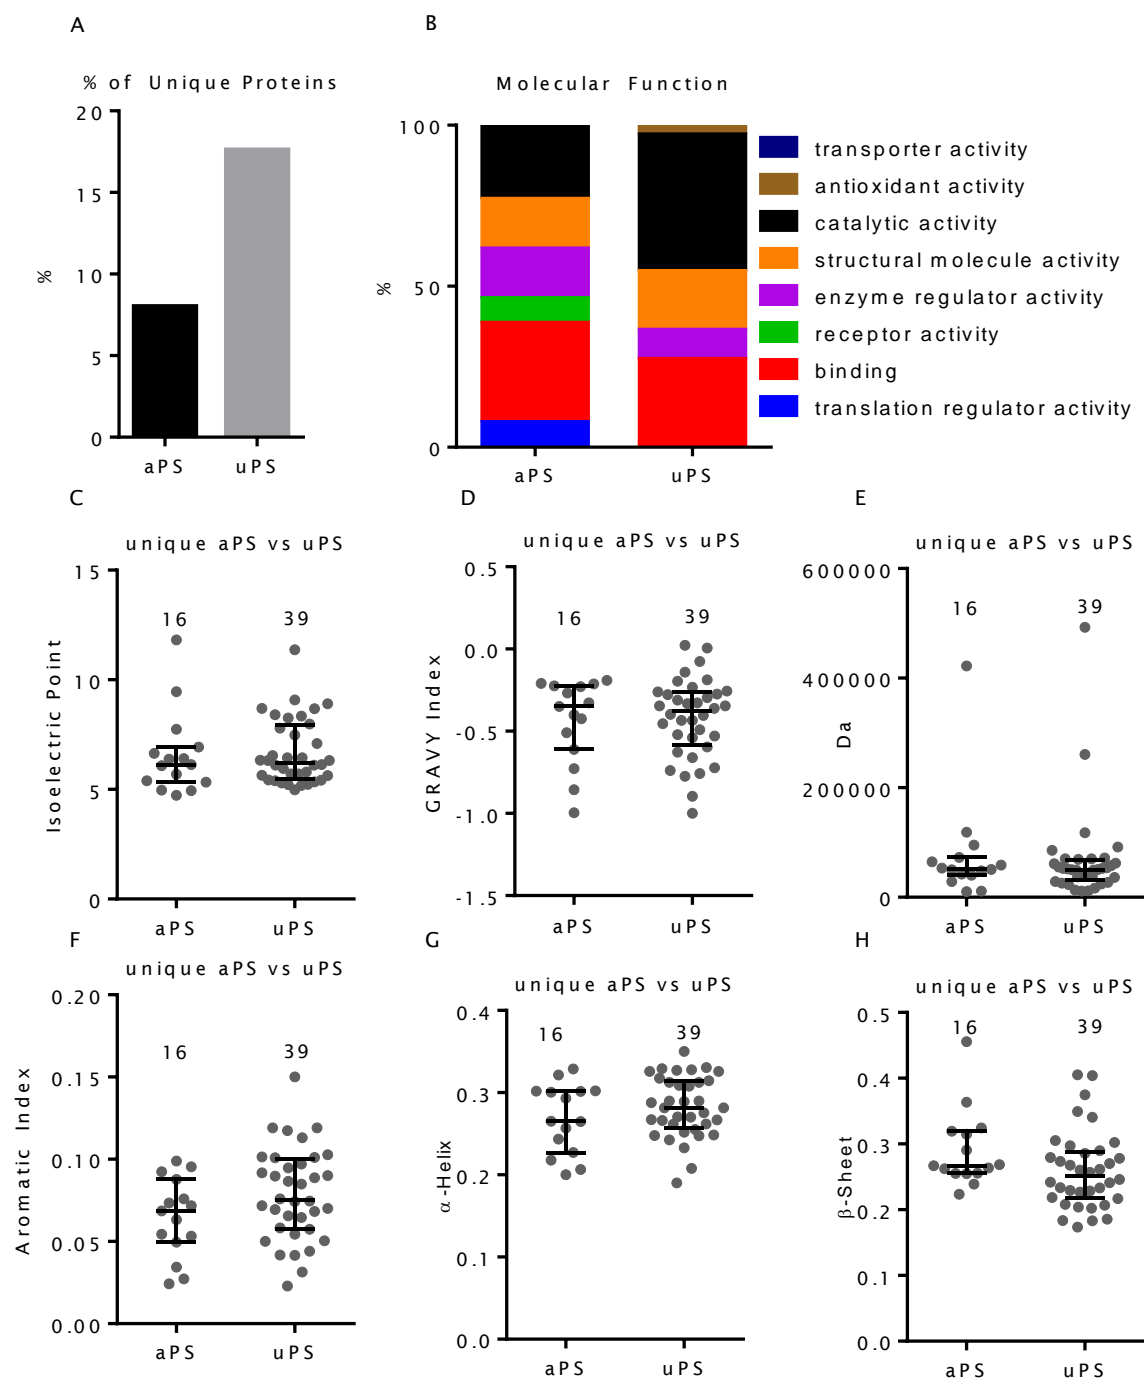 A
% of Unique Proteins
%
20
15
10
5
0
aPS
uPS
B
Molecular Function
%
100
50
0
aPS
uPS
transporter activity
antioxidant activity
catalytic activity
structural molecule activity
enzyme regulator activity
receptor activity
binding
translation regulator activity
C
unique aPS vs uPS
Isoelectric Point
15
10
5
0
16
39
aPS
uPS
D
unique aPS vs uPS
GRAVY Index
0.5
0.0
-0.5
-1.0
-1.5
16
39
aPS
uPS
E
unique aPS vs uPS
Da
600000
400000
200000
0
16
39
aPS
uPS
F
unique aPS vs uPS
Aromatic Index
0.20
0.15
0.10
0.05
0.00
16
39
aPS
uPS
G
unique aPS vs uPS
α-Helix
0.4
0.3
0.2
0.1
0.0
16
39
aPS
uPS
H
unique aPS vs uPS
β-Sheet
0.5
0.4
0.3
0.2
0.1
0.0
16
39
aPS
uPS